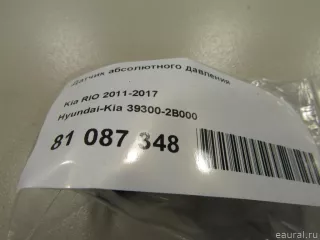 Датчик абсолютного давления
Kia RIO 2011-2017
Hyundai-Kia 39300-2B000
81 087 348
eaural.ru